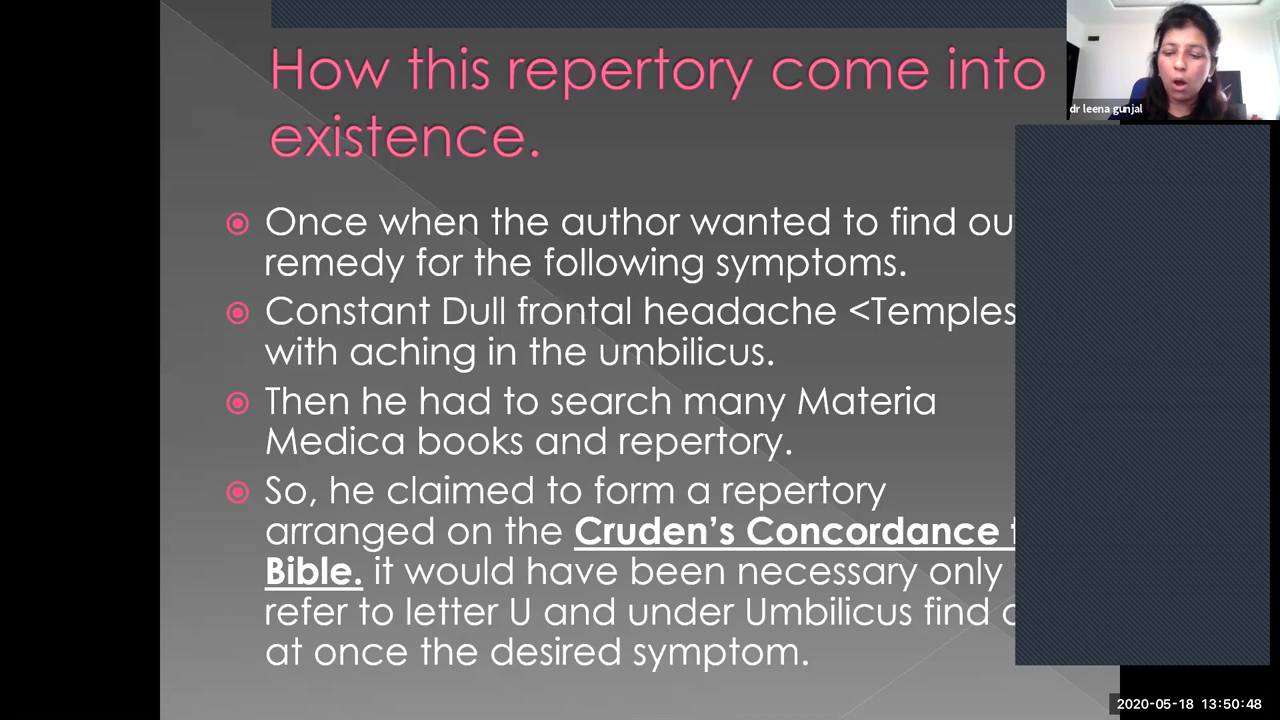 How this repertory come into
existence.
dr leena gunjal
Once when the author wanted to find
remedy for the following symptoms.
Constant Dull frontal headache <Temples
with aching in the umbilicus.
Then he had to search many Materia
Medica books and repertory.
So, he claimed to form a repertory
arranged on the Cruden's Concordance
Bible. it would have been necessary only
refer to letter U and under Umbilicus find
at once the desired symptom.
2020-05-18 13:50:48